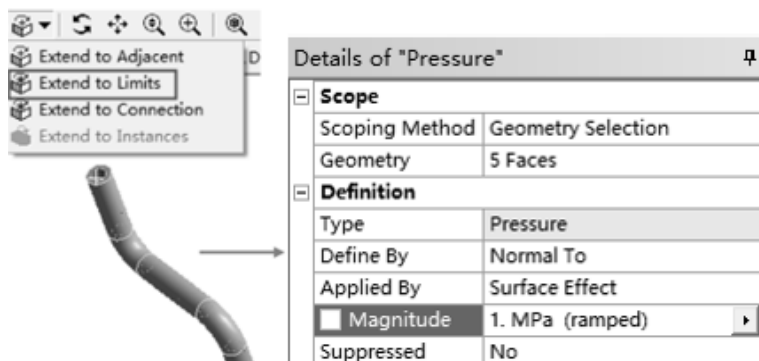 Extend to Adjacent
D
Extend to Limits
Extend to Connection
Extend to Instances
Details of "Pressure"
Scope
Scoping Method Geometry Selection
Geometry 5 Faces
Definition
Type Pressure
Define By Normal To
Applied By Surface Effect
Magnitude 1. MPa (ramped)
Suppressed No